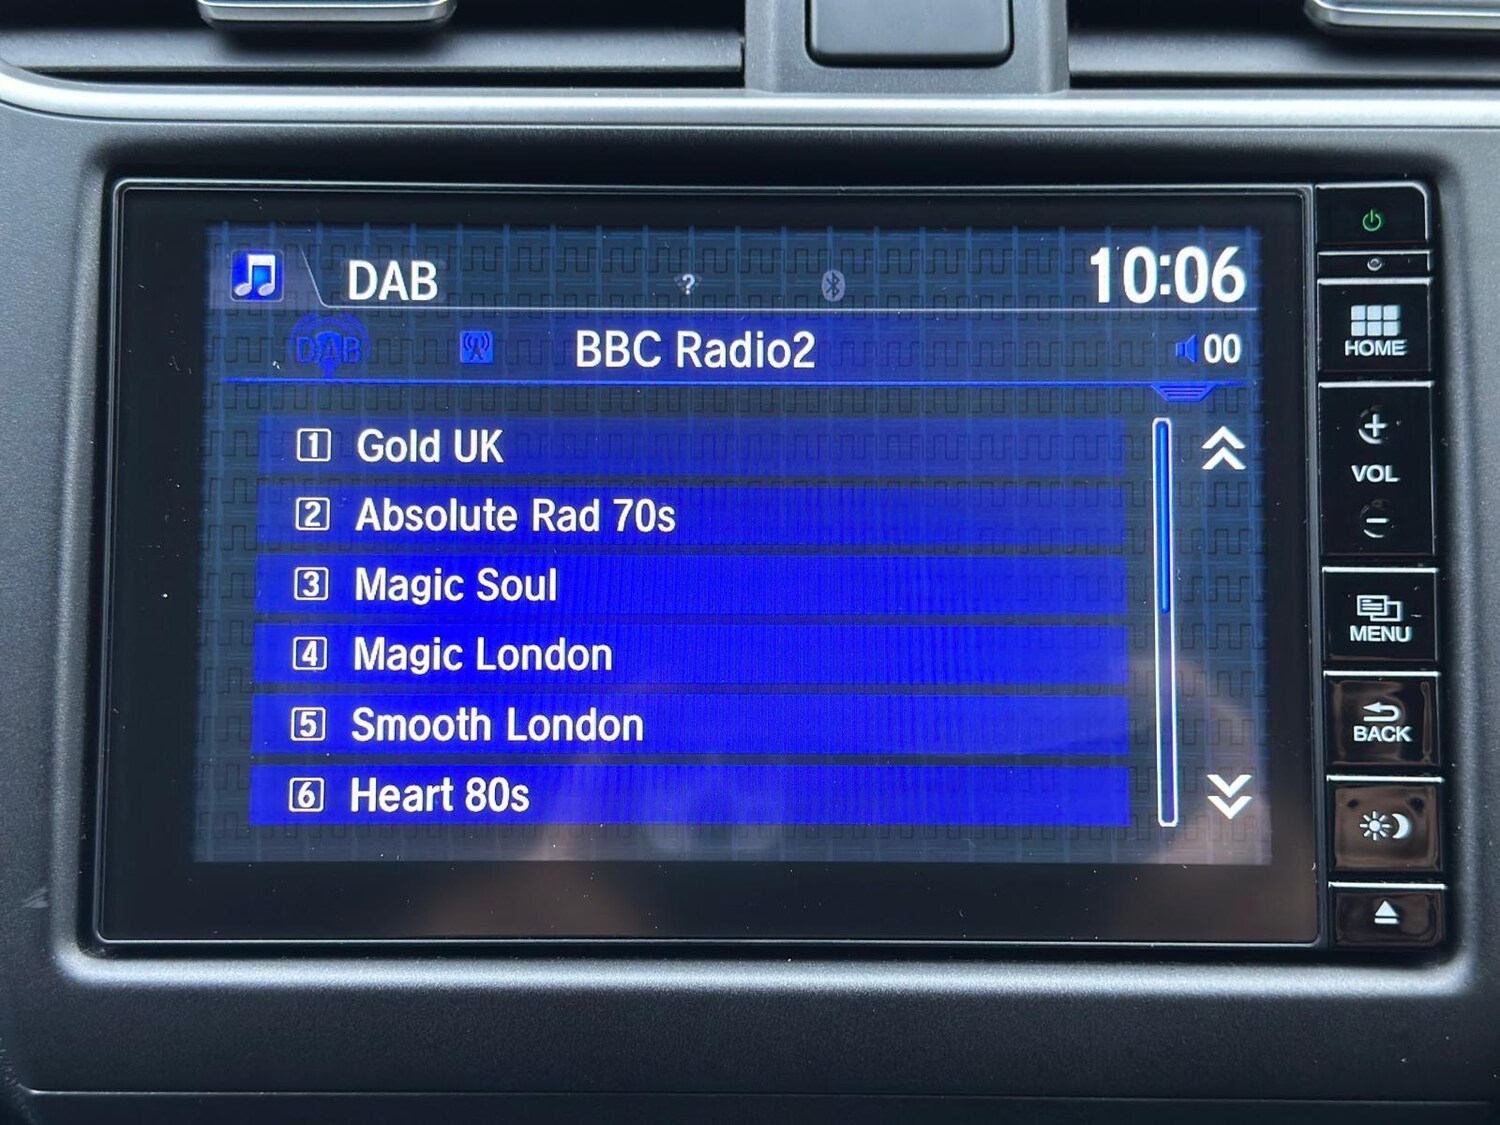 DAB
?
10:06
DAB
BBC Radio2
00
1 Gold UK
2 Absolute Rad 70s
3 Magic Soul
4 Magic London
5 Smooth London
6 Heart 80s
HOME
+
VOL
-
MENU
BACK